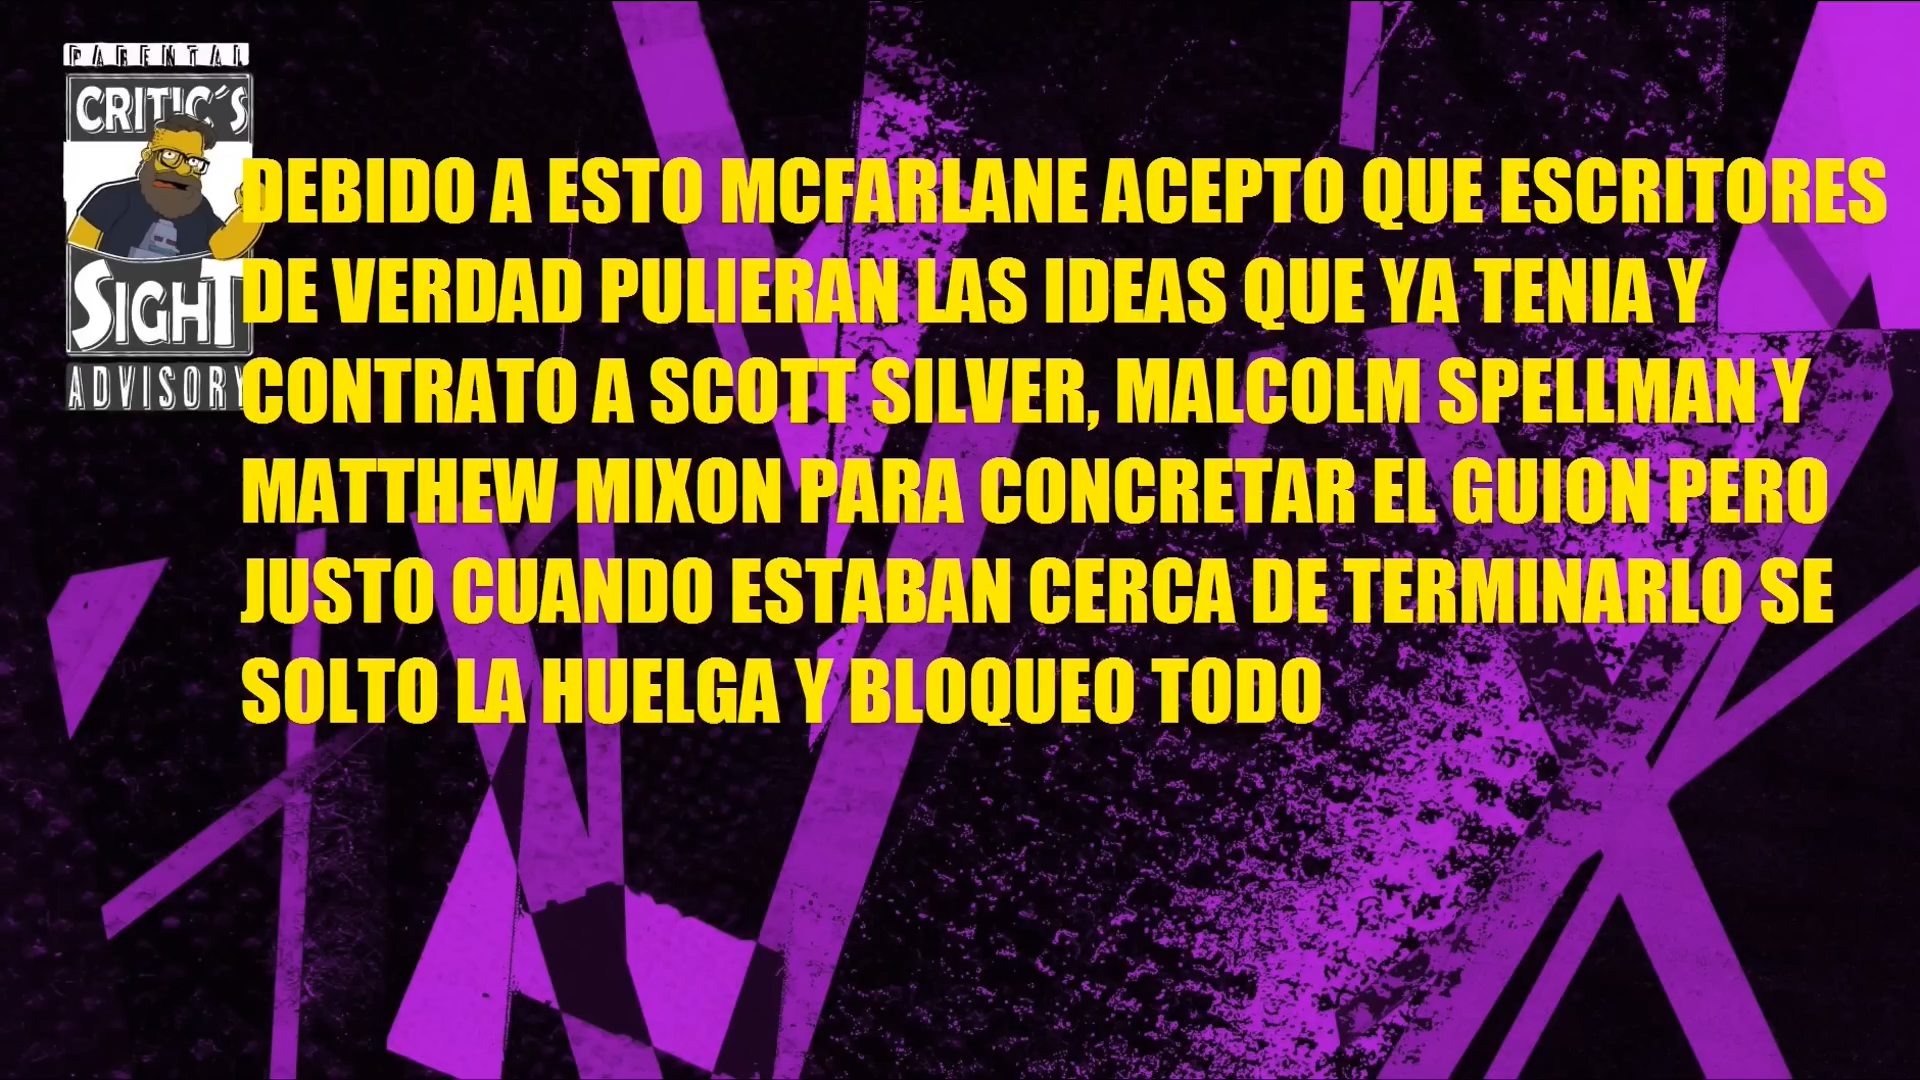 PARENTAL
CRITIC´S
SIGHT
ADVISORY
DEBIDO A ESTO MCFARLANE ACEPTO QUE ESCRITORES
DE VERDAD PULIERAN LAS IDEAS QUE YA TENIA Y
CONTRATO A SCOTT SILVER, MALCOLM SPELLMAN Y
MATTHEW MIXON PARA CONCRETAR EL GUION PERO
JUSTO CUANDO ESTABAN CERCA DE TERMINARLO SE
SOLTO LA HUELGA Y BLOQUEO TODO